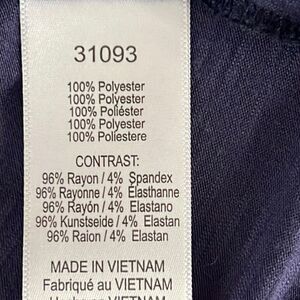 31093
100% Polyester
100% Polyester
100% Poliéster
100% Polyester
100% Poliestere
CONTRAST:
96% Rayon / 4% Spandex
96% Rayonne / 4% Élasthanne
96% Rayón / 4% Elastano
96% Kunstseide / 4% Elastan
96% Raion / 4% Elastan
MADE IN VIETNAM
Fabriqué au VIETNAM